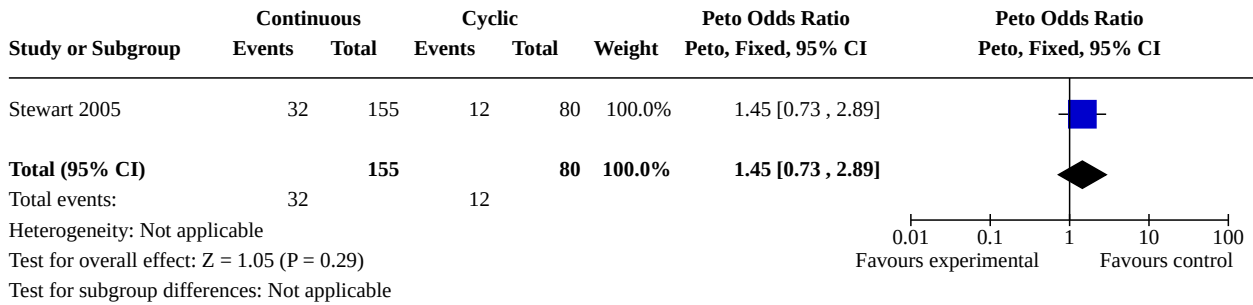 Continuous Cyclic Peto Odds Ratio Peto Odds Ratio
Study or Subgroup Events Total Events Total Weight Peto, Fixed, 95% CI Peto, Fixed, 95% CI
Stewart 2005 32 155 12 80 100.0% 1.45 [0.73 , 2.89]
Total (95% CI) 155 80 100.0% 1.45 [0.73 , 2.89]
Total events: 32 12
Heterogeneity: Not applicable
0.01 0.1 1 10 100
Test for overall effect: Z = 1.05 (P = 0.29)
Favours experimental Favours control
Test for subgroup differences: Not applicable